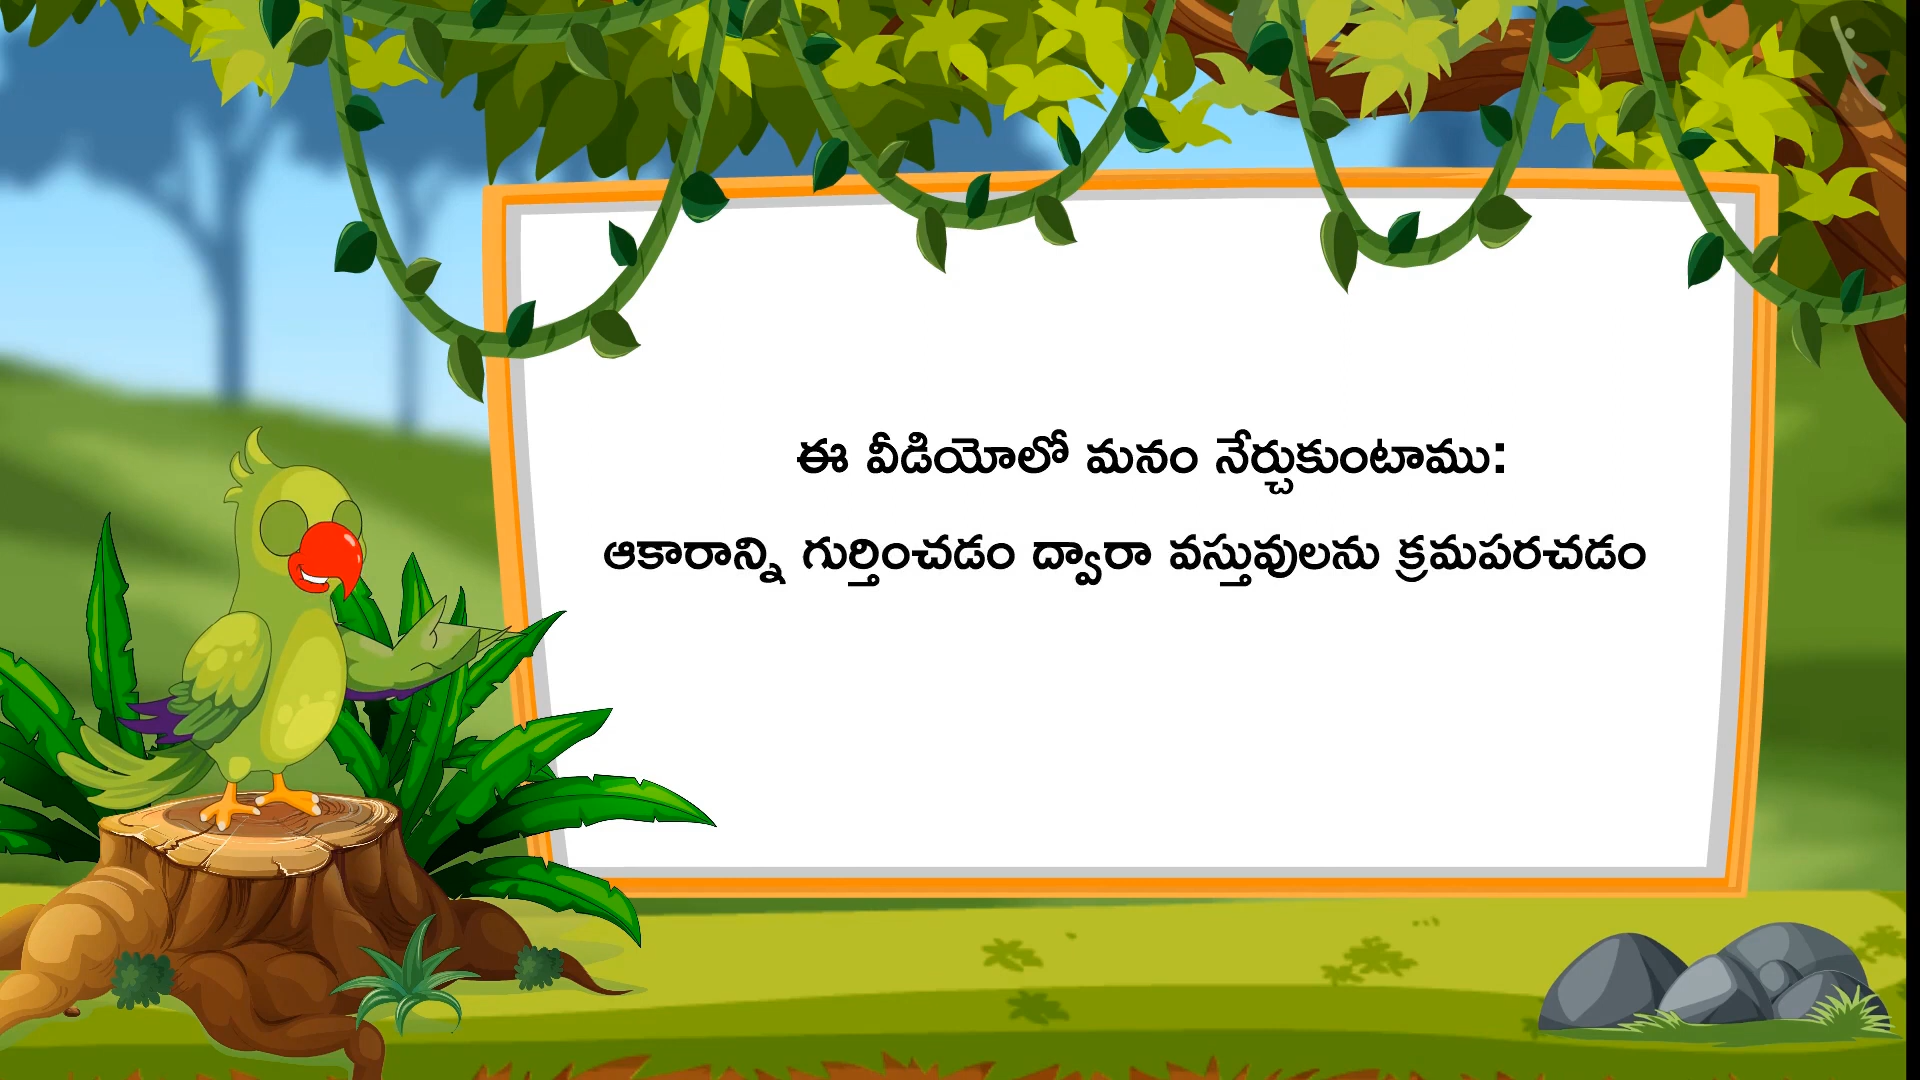 ఈ వీడియోలో మనం నేర్చుకుంటాము:
ఆకారాన్ని గుర్తించడం ద్వారా వస్తువులను క్రమపరచడం